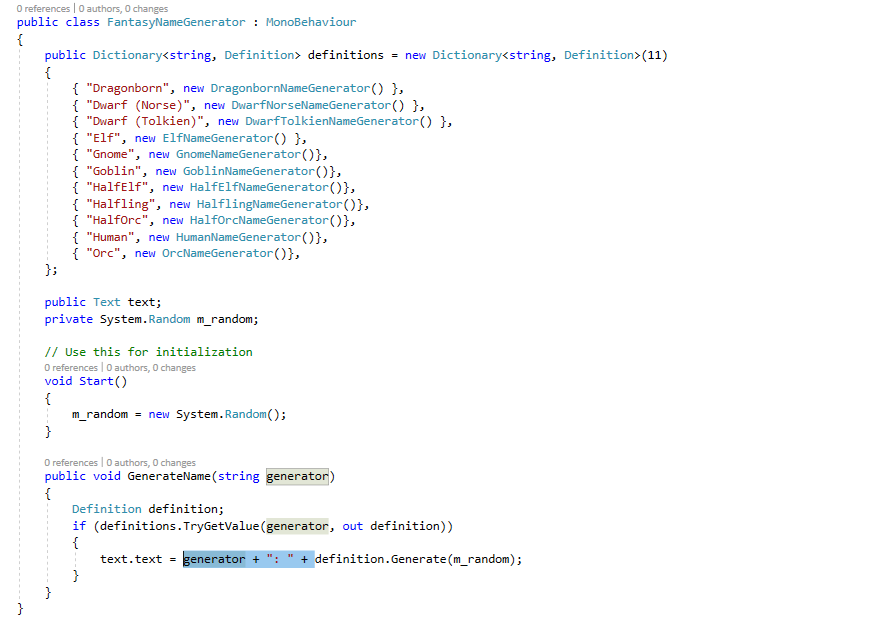 0 references | 0 authors, 0 changes
public class FantasyNameGenerator : MonoBehaviour
{
    public Dictionary<string, Definition> definitions = new Dictionary<string, Definition>(11)
    {
        { "Dragonborn", new DragonbornNameGenerator() },
        { "Dwarf (Norse)", new DwarfNorseNameGenerator() },
        { "Dwarf (Tolkien)", new DwarfTolkienNameGenerator() },
        { "Elf", new ElfNameGenerator() },
        { "Gnome", new GnomeNameGenerator()},
        { "Goblin", new GoblinNameGenerator()},
        { "HalfElf", new HalfElfNameGenerator()},
        { "Halfling", new HalflingNameGenerator()},
        { "HalfOrc", new HalfOrcNameGenerator()},
        { "Human", new HumanNameGenerator()},
        { "Orc", new OrcNameGenerator()},
    };
    public Text text;
    private System.Random m_random;
    // Use this for initialization
    0 references | 0 authors, 0 changes
    void Start()
    {
        m_random = new System.Random();
    }
    0 references | 0 authors, 0 changes
    public void GenerateName(string generator)
    {
        Definition definition;
        if (definitions.TryGetValue(generator, out definition))
        {
            text.text = generator + ": " + definition.Generate(m_random);
        }
    }
}